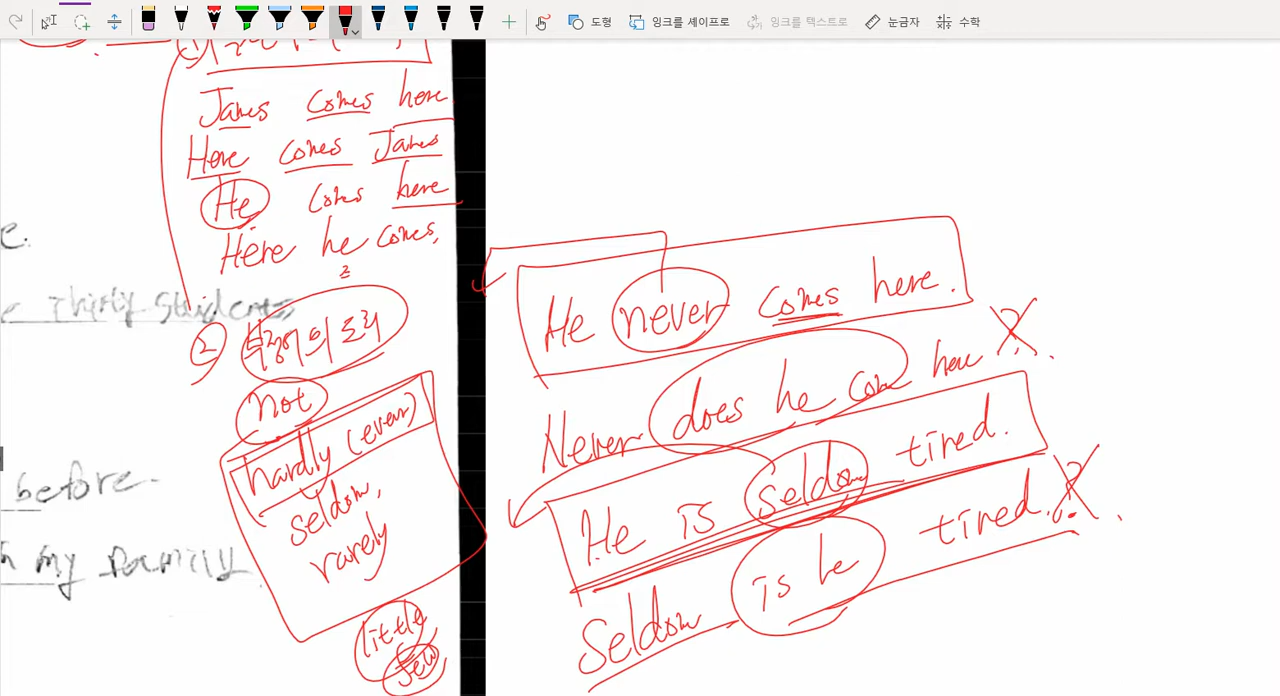 도형
잉크를 셰이프로
잉크를 텍스트로
눈금자
수학
James comes here
Here comes James
He comes here
Here he comes,
e.
e Thirty students
② 부정어의 도치
not
hardly (ever)
seldom,
rarely
little
few
before.
my family
He never comes here.
Never does he come here
He is seldom tired.
Seldom is he tired.